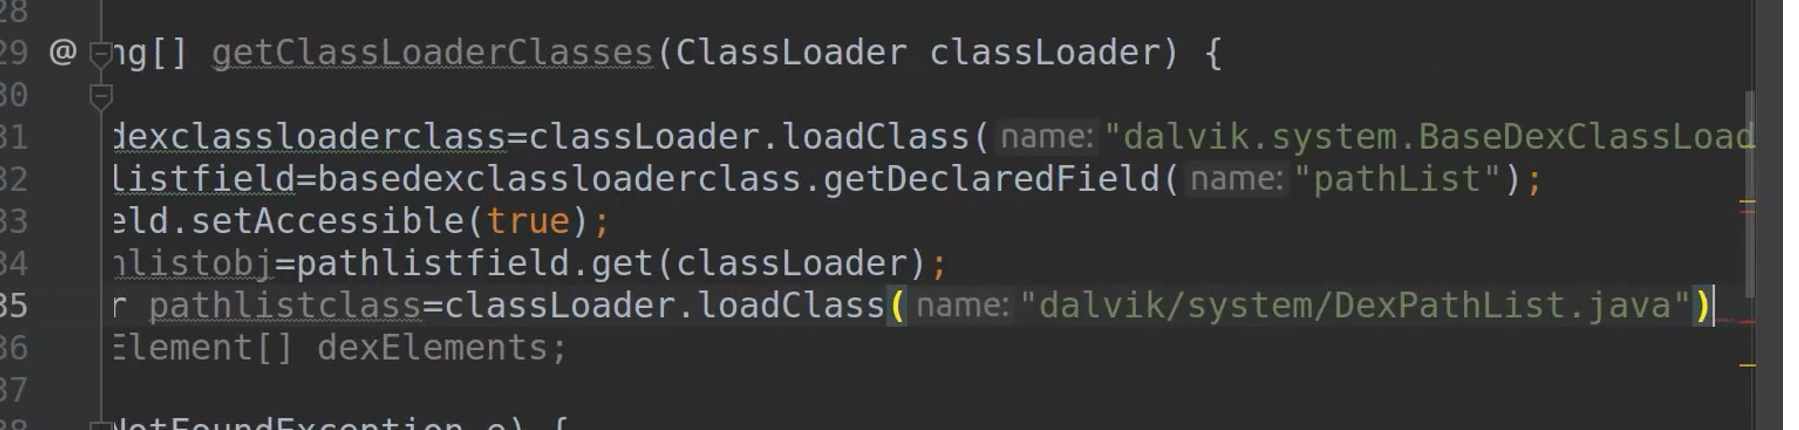 28
29 @ ng[] getClassLoaderClasses(ClassLoader classLoader) {
30
31 dexclassloaderclass=classLoader.loadClass( name: "dalvik.system.BaseDexClassLoad
32 listfield=basedexclassloaderclass.getDeclaredField( name: "pathList");
33 eld.setAccessible(true);
34 hlistobj=pathlistfield.get(classLoader);
35 r pathlistclass=classLoader.loadClass( name: "dalvik/system/DexPathList.java")
36 Element[] dexElements;
37
38 NotFoundException e) {